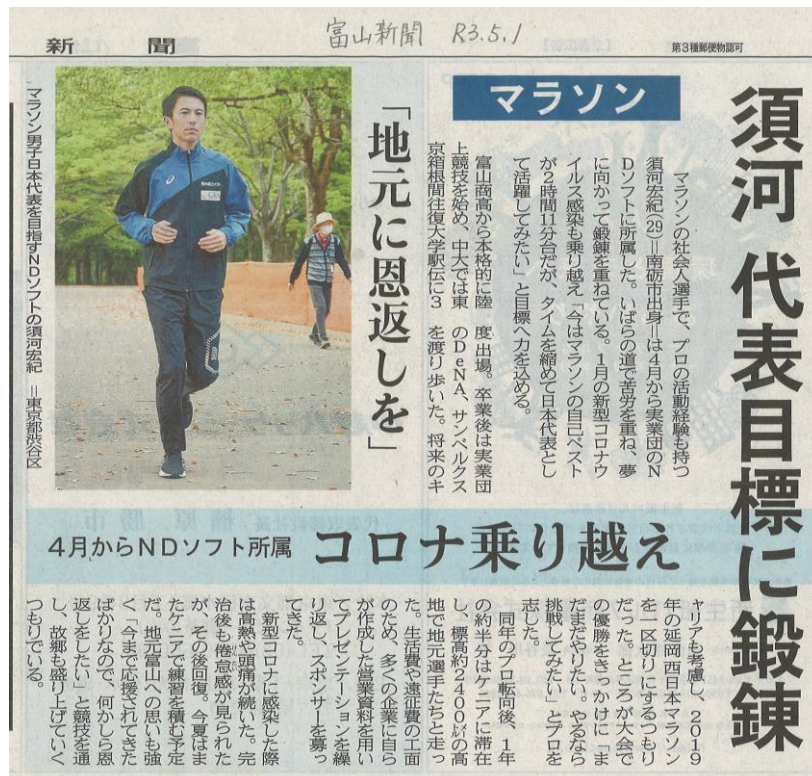 新聞
富山新聞 R3.5.1
第3種郵便物認可
須河 代表目標に鍛錬
マラソン
「地元に恩返しを」
マラソンの社会人選手で、プロの活動経験も持つ
須河宏紀(29)=南砺市出身=は4月から実業団のN
Dソフトに所属した。いばらの道で苦労を重ね、夢
に向かって鍛錬を重ねている。1月の新型コロナウ
イルス感染も乗り越え「今はマラソンの自己ベスト
が2時間11分台だが、タイムを縮めて日本代表とし
て活躍してみたい」と目標へ力を込める。
富山商高から本格的に陸
上競技を始め、中大では東
京箱根間往復大学駅伝に3
度出場。卒業後は実業団
のDeNA、サンベルクス
を渡り歩いた。将来のキ
マラソン男子日本代表を目指すNDソフトの須河宏紀 =東京都渋谷区
4月からNDソフト所属 コロナ乗り越え
ャリアも考慮し、2019
年の延岡西日本マラソン
を一区切りにするつもり
だった。ところが大会で
の優勝をきっかけに「ま
だまだやりたい。やるなら
挑戦してみたい」とプロを
志した。
同年のプロ転向後、1年
の約半分はケニアに滞在
し、標高約2400㍍の高
地で地元選手たちと走っ
た。生活費や遠征費の工面
のため、多くの企業に自ら
が作成した営業資料を用い
てプレゼンテーションを繰
り返し、スポンサーを募っ
てきた。
新型コロナに感染した際
は高熱や頭痛が続いた。完
治後も倦怠感が見られた
が、その後回復。今夏はま
たケニアで練習を積む予定
だ。地元富山への思いも強
く「今まで応援されてきた
ばかりなので、何かしら恩
返しをしたい」と競技を通
し、故郷も盛り上げていく
つもりでいる。